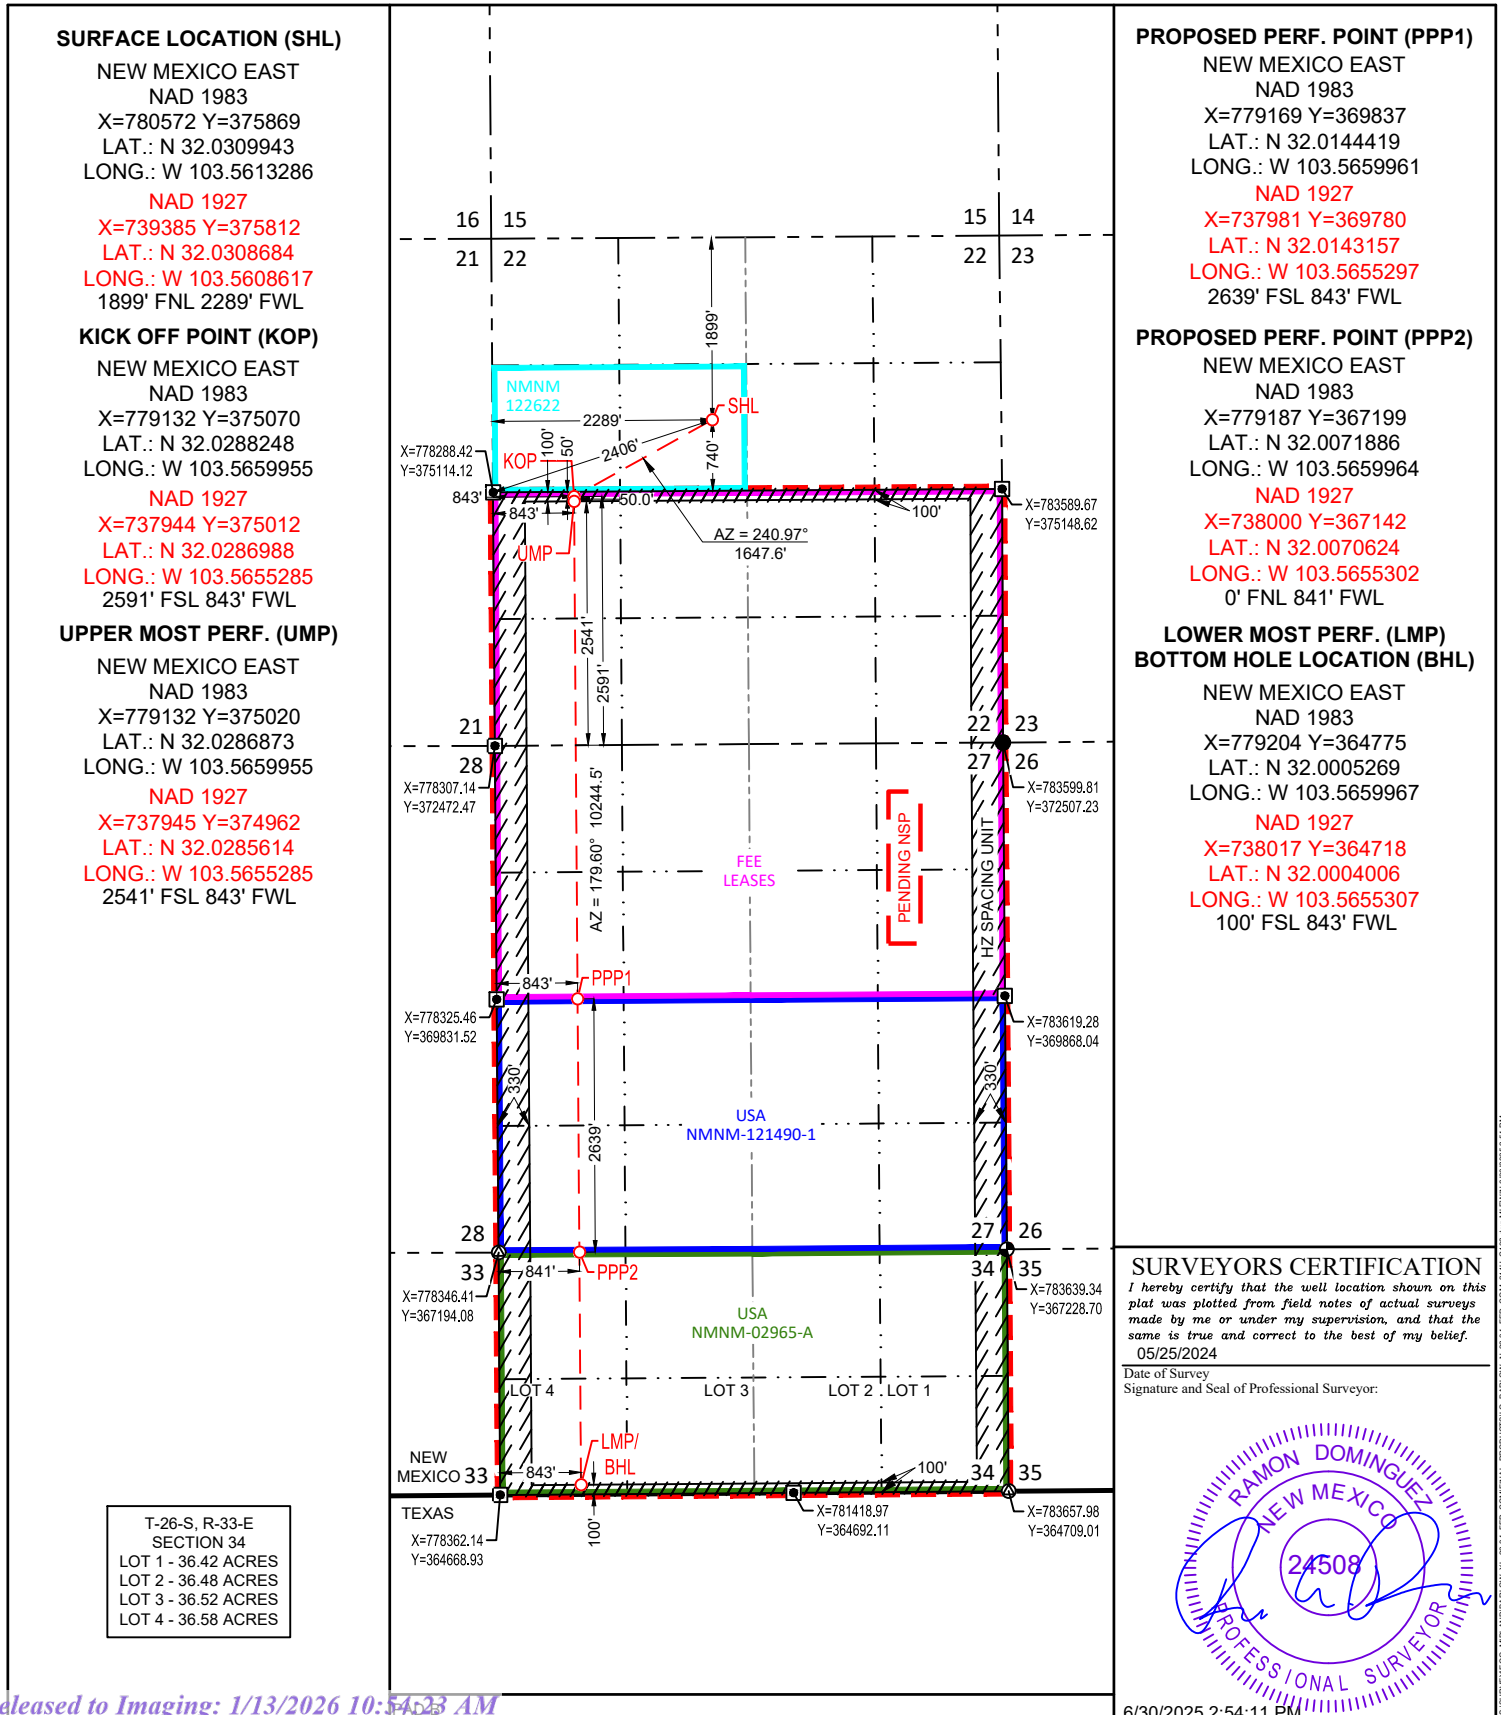 SURFACE LOCATION (SHL)
NEW MEXICO EAST
NAD 1983
X=780572 Y=375869
LAT.: N 32.0309943
LONG.: W 103.5613286
NAD 1927
X=739385 Y=375812
LAT.: N 32.0308684
LONG.: W 103.5608617
1899' FNL 2289' FWL
KICK OFF POINT (KOP)
NEW MEXICO EAST
NAD 1983
X=779132 Y=375070
LAT.: N 32.0288248
LONG.: W 103.5659955
NAD 1927
X=737944 Y=375012
LAT.: N 32.0286988
LONG.: W 103.5655285
2591' FSL 843' FWL
UPPER MOST PERF. (UMP)
NEW MEXICO EAST
NAD 1983
X=779132 Y=375020
LAT.: N 32.0286873
LONG.: W 103.5659955
NAD 1927
X=737945 Y=374962
LAT.: N 32.0285614
LONG.: W 103.5655285
2541' FSL 843' FWL
T-26-S, R-33-E
SECTION 34
LOT 1 - 36.42 ACRES
LOT 2 - 36.48 ACRES
LOT 3 - 36.52 ACRES
LOT 4 - 36.58 ACRES
16 15
21 22
15 14
22 23
1899'
NMNM
122622
SHL
2289'
2406'
100'
50'
740'
KOP
X=778288.42
Y=375114.12
843'
843'
50.0'
100'
X=783589.67
Y=375148.62
AZ = 240.97°
1647.6'
UMP
2541'
2591'
21
28
22 23
27 26
X=778307.14
Y=372472.47
X=783599.81
Y=372507.23
AZ = 179.60° 10244.5'
FEE
LEASES
PENDING NSP
HZ SPACING UNIT
843'
PPP1
X=778325.46
Y=369831.52
X=783619.28
Y=369868.04
330'
330'
2639'
USA
NMNM-121490-1
28
33
27 26
34 35
841'
PPP2
X=778346.41
Y=367194.08
X=783639.34
Y=367228.70
USA
NMNM-02965-A
LOT 4
LOT 3
LOT 2
LOT 1
LMP/
BHL
NEW
MEXICO
33
843'
100'
34 35
TEXAS
100'
X=778362.14
Y=364668.93
X=781418.97
Y=364692.11
X=783657.98
Y=364709.01
PROPOSED PERF. POINT (PPP1)
NEW MEXICO EAST
NAD 1983
X=779169 Y=369837
LAT.: N 32.0144419
LONG.: W 103.5659961
NAD 1927
X=737981 Y=369780
LAT.: N 32.0143157
LONG.: W 103.5655297
2639' FSL 843' FWL
PROPOSED PERF. POINT (PPP2)
NEW MEXICO EAST
NAD 1983
X=779187 Y=367199
LAT.: N 32.0071886
LONG.: W 103.5659964
NAD 1927
X=738000 Y=367142
LAT.: N 32.0070624
LONG.: W 103.5655302
0' FNL 841' FWL
LOWER MOST PERF. (LMP)
BOTTOM HOLE LOCATION (BHL)
NEW MEXICO EAST
NAD 1983
X=779204 Y=364775
LAT.: N 32.0005269
LONG.: W 103.5659967
NAD 1927
X=738017 Y=364718
LAT.: N 32.0004006
LONG.: W 103.5655307
100' FSL 843' FWL
SURVEYORS CERTIFICATION
I hereby certify that the well location shown on this
plat was plotted from field notes of actual surveys
made by me or under my supervision, and that the
same is true and correct to the best of my belief.
05/25/2024
Date of Survey
Signature and Seal of Professional Surveyor:
RAMON DOMINGUEZ
NEW MEXICO
24508
PROFESSIONAL SURVEYOR
6/30/2025 2:54:11 PM
eleased to Imaging: 1/13/2026 10:54:23 AM